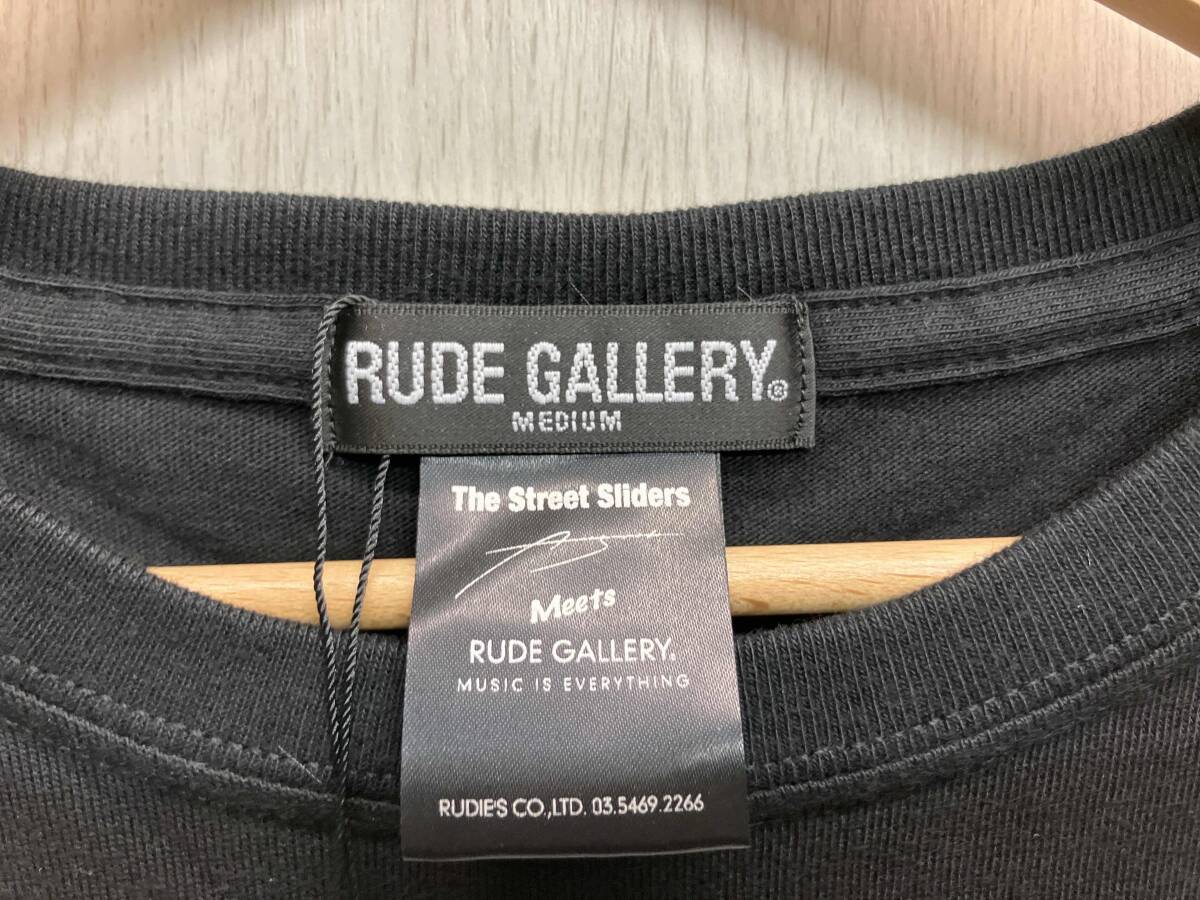 RUDE GALLERY®
MEDIUM
The Street Sliders
Meets
RUDE GALLERY.
MUSIC IS EVERYTHING
RUDIE'S CO.,LTD. 03.5469.2266